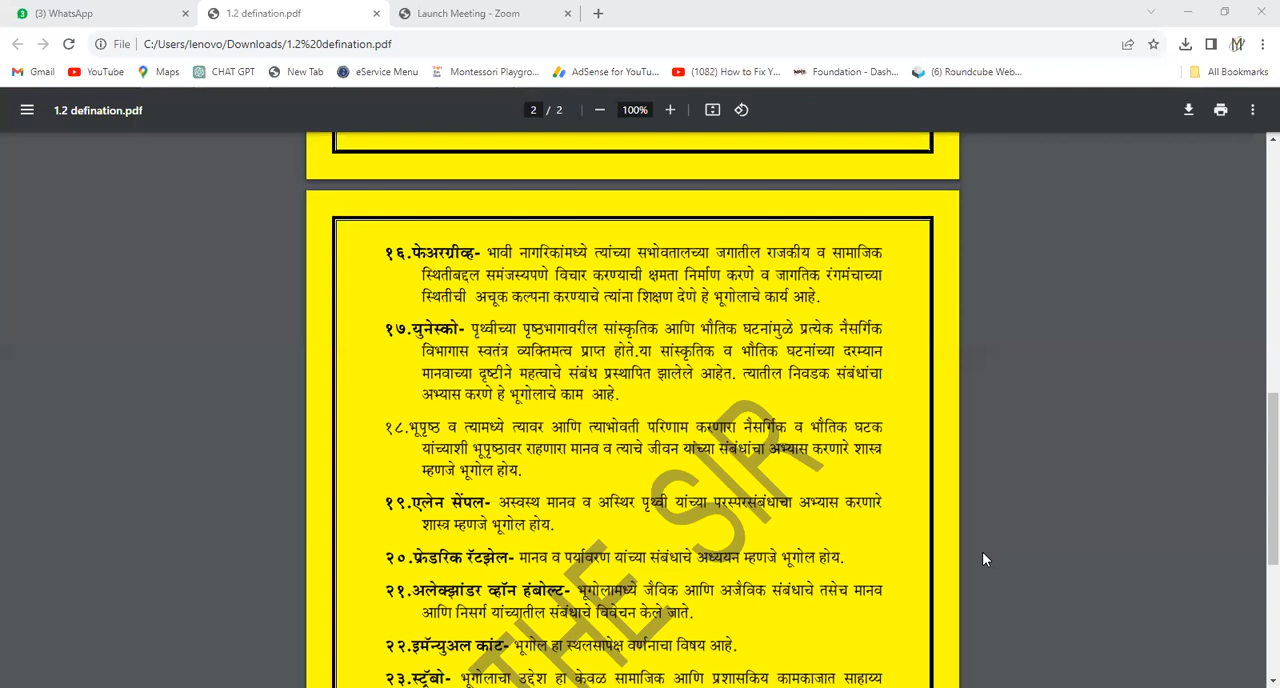 (3) WhatsApp
1.2 defination.pdf
Launch Meeting - Zoom
File C:/Users/lenovo/Downloads/1.2%20defination.pdf
Gmail YouTube Maps CHAT GPT New Tab eService Menu Montessori Playgro... AdSense for YouTu... (1082) How to Fix Y... Foundation - Dash... (6) Roundcube Web... All Bookmarks
1.2 defination.pdf 2 / 2 100%
१६.फेअरग्रीव्ह- भावी नागरिकांमध्ये त्यांच्या सभोवतालच्या जगातील राजकीय व सामाजिक
स्थितीबद्दल समंजस्यपणे विचार करण्याची क्षमता निर्माण करणे व जागतिक रंगमंचाच्या
स्थितीची अचूक कल्पना करण्याचे त्यांना शिक्षण देणे हे भूगोलाचे कार्य आहे.
१७.युनेस्को- पृथ्वीच्या पृष्ठभागावरील सांस्कृतिक आणि भौतिक घटनांमुळे प्रत्येक नैसर्गिक
विभागास स्वतंत्र व्यक्तिमत्व प्राप्त होते.या सांस्कृतिक व भौतिक घटनांच्या दरम्यान
मानवाच्या दृष्टीने महत्वाचे संबंध प्रस्थापित झालेले आहेत. त्यातील निवडक संबंधांचा
अभ्यास करणे हे भूगोलाचे काम आहे.
१८.भूपृष्ठ व त्यामध्ये त्यावर आणि त्याभोवती परिणाम करणारा नैसर्गिक व भौतिक घटक
यांच्याशी भूपृष्ठावर राहणारा मानव व त्याचे जीवन यांच्या संबंधांचा अभ्यास करणारे शास्त्र
म्हणजे भूगोल होय.
१९.एलेन सेंपल- अस्वस्थ मानव व अस्थिर पृथ्वी यांच्या परस्परसंबंधाचा अभ्यास करणारे
शास्त्र म्हणजे भूगोल होय.
२०.फ्रेडरिक रॅटझेल- मानव व पर्यावरण यांच्या संबंधाचे अध्ययन म्हणजे भूगोल होय.
२१.अलेक्झांडर व्हॉन हंबोल्ट- भूगोलामध्ये जैविक आणि अजैविक संबंधाचे तसेच मानव
आणि निसर्ग यांच्यातील संबंधाचे विवेचन केले जाते.
२२.इमॅन्युअल कांट- भूगोल हा स्थलसापेक्ष वर्णनाचा विषय आहे.
२३.स्ट्रॅबो- भूगोलाचा उद्देश हा केवळ सामाजिक आणि प्रशासकिय कामकाजात साहाय्य
THE SIR